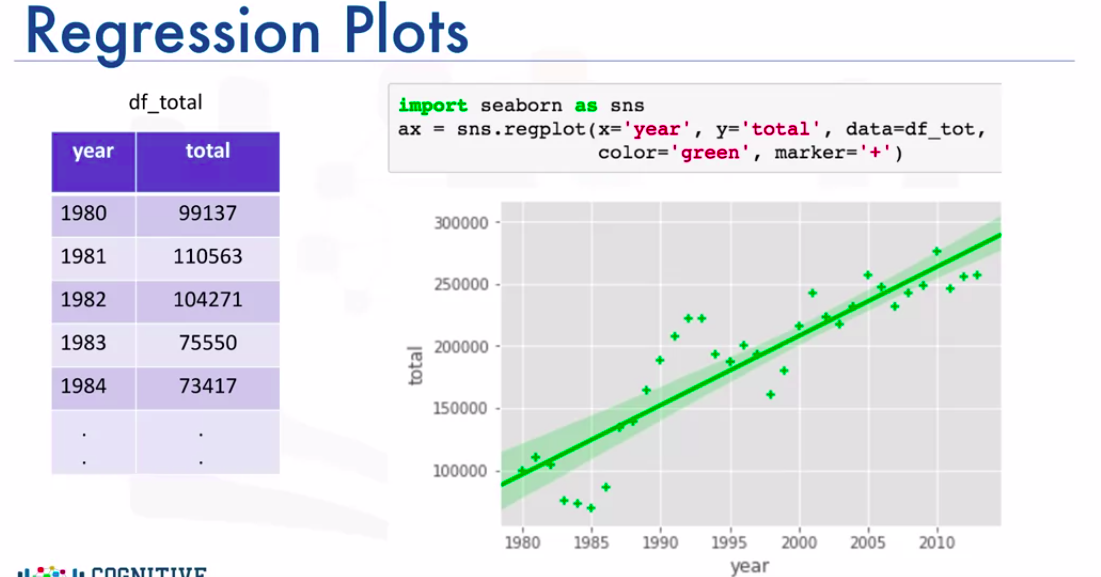 Regression Plots
df_total
year total
1980 99137
1981 110563
1982 104271
1983 75550
1984 73417
. .
. .
import seaborn as sns
ax = sns.regplot(x='year', y='total', data=df_tot,
color='green', marker='+')
300000
250000
200000
150000
100000
total
1980 1985 1990 1995 2000 2005 2010
year
COGNITIVE